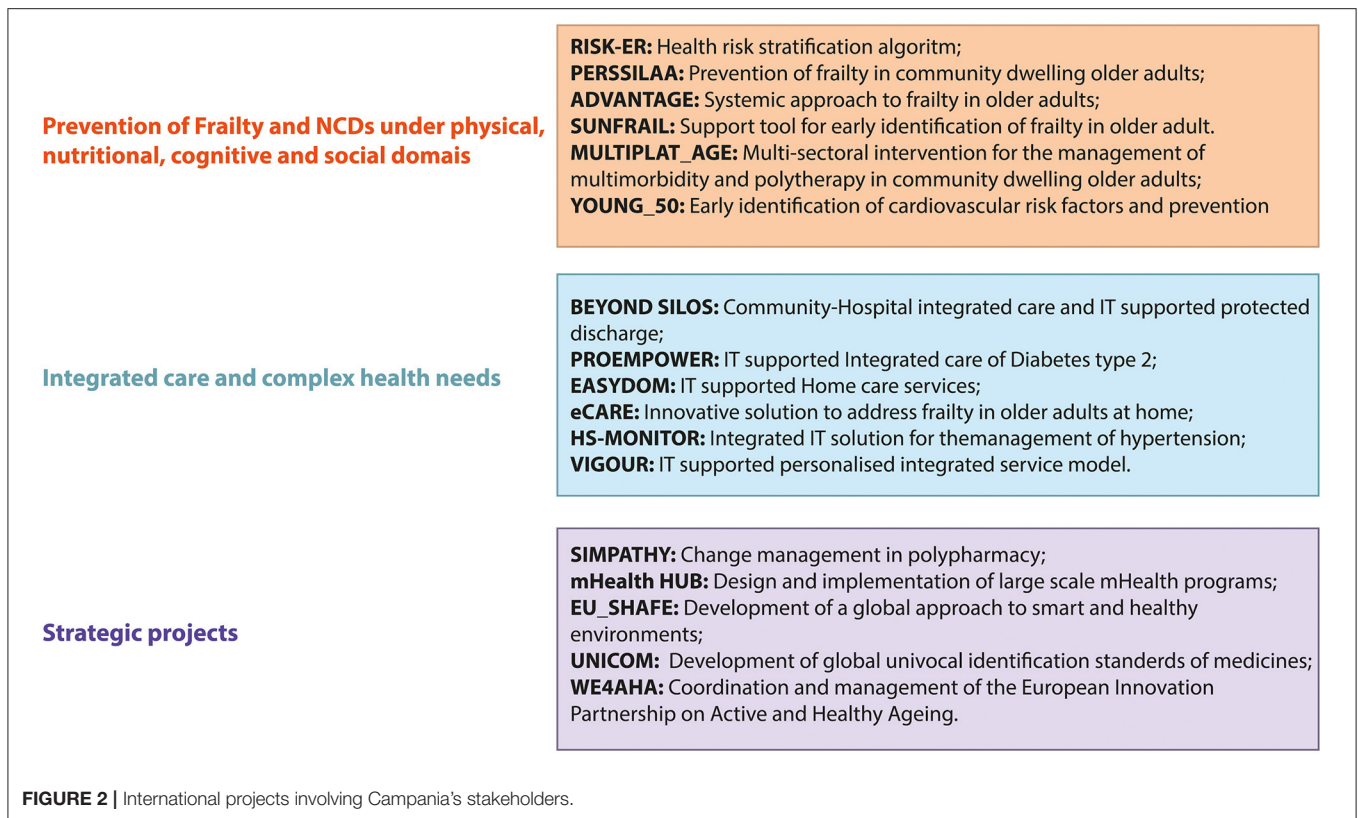 Prevention of Frailty and NCDs under physical,
nutritional, cognitive and social domais
RISK-ER: Health risk stratification algoritm;
PERSSILAA: Prevention of frailty in community dwelling older adults;
ADVANTAGE: Systemic approach to frailty in older adults;
SUNFRAIL: Support tool for early identification of frailty in older adult.
MULTIPLAT_AGE: Multi-sectoral intervention for the management of
multimorbidity and polytherapy in community dwelling older adults;
YOUNG_50: Early identification of cardiovascular risk factors and prevention
Integrated care and complex health needs
BEYOND SILOS: Community-Hospital integrated care and IT supported protected
discharge;
PROEMPOWER: IT supported Integrated care of Diabetes type 2;
EASYDOM: IT supported Home care services;
eCARE: Innovative solution to address frailty in older adults at home;
HS-MONITOR: Integrated IT solution for themanagement of hypertension;
VIGOUR: IT supported personalised integrated service model.
Strategic projects
SIMPATHY: Change management in polypharmacy;
mHealth HUB: Design and implementation of large scale mHealth programs;
EU_SHAFE: Development of a global approach to smart and healthy
environments;
UNICOM: Development of global univocal identification standerds of medicines;
WE4AHA: Coordination and management of the European Innovation
Partnership on Active and Healthy Ageing.
FIGURE 2 | International projects involving Campania's stakeholders.